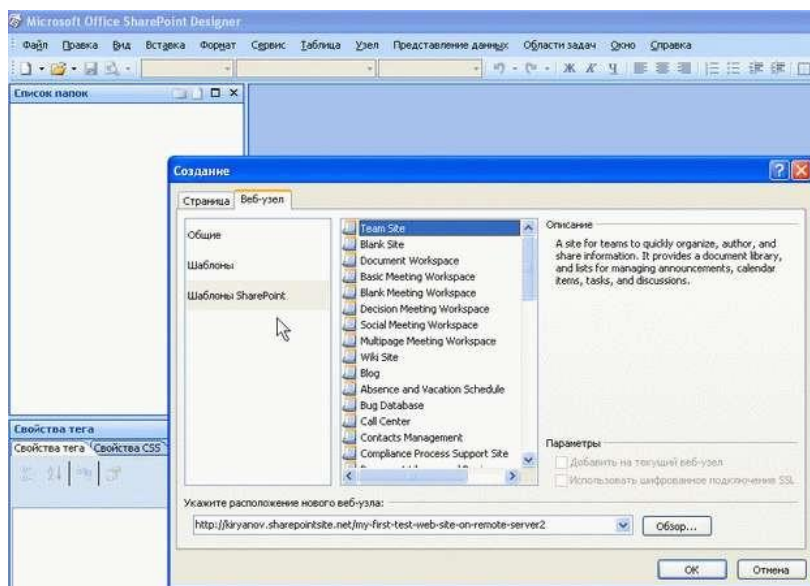 Microsoft Office SharePoint Designer
Файл Правка Вид Вставка Формат Сервис Таблица Узел Представление данных Области задач Окно Справка
Ж К Ч
Список папок
Создание
Страница Веб-узел
Общие
Шаблоны
Шаблоны SharePoint
Team Site
Blank Site
Document Workspace
Basic Meeting Workspace
Blank Meeting Workspace
Decision Meeting Workspace
Social Meeting Workspace
Multipage Meeting Workspace
Wiki Site
Blog
Absence and Vacation Schedule
Bug Database
Call Center
Contacts Management
Compliance Process Support Site
Описание
A site for teams to quickly organize, author, and
share information. It provides a document library,
and lists for managing announcements, calendar
items, tasks, and discussions.
Параметры
Добавить на текущий веб-узел
Использовать шифрованное подключение SSL
Свойства тега
Свойства тега Свойства CSS
Укажите расположение нового веб-узла:
http://kiryanov.sharepointsite.net/my-first-test-web-site-on-remote-server2
Обзор...
ОК Отмена